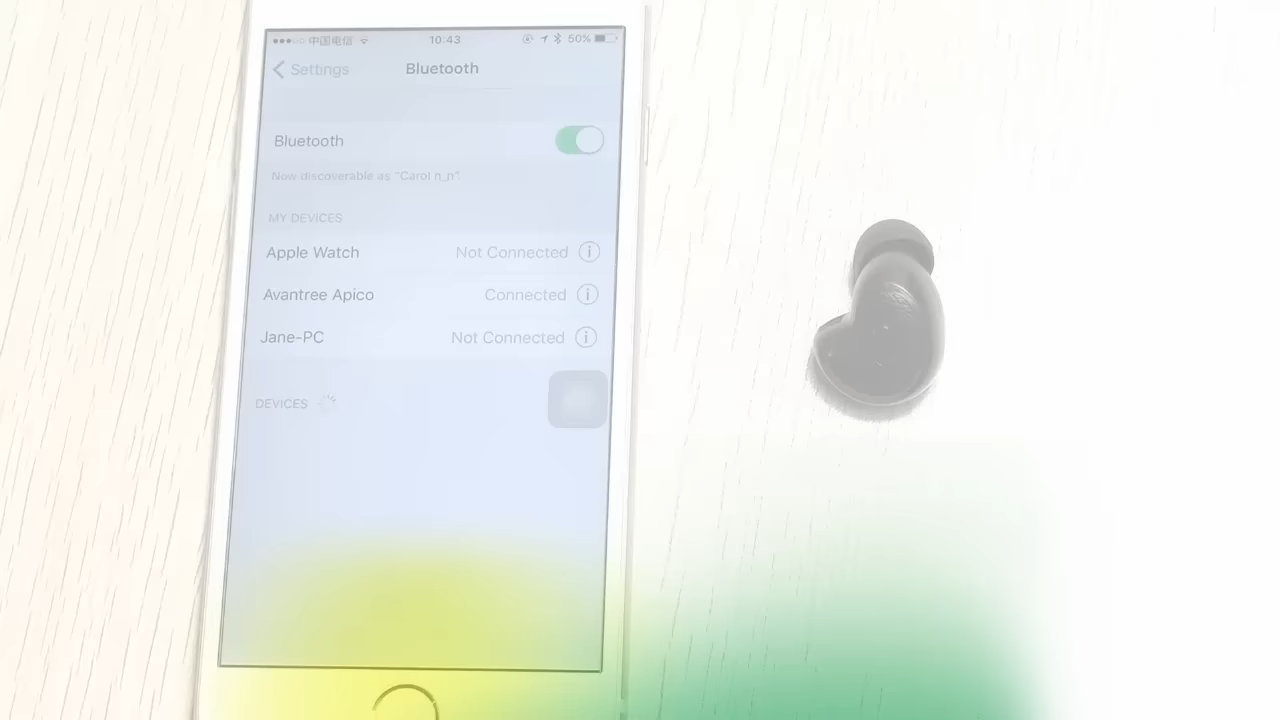 中国电信 10:43 50%
Settings Bluetooth
Bluetooth
Now discoverable as "Carol n_n".
MY DEVICES
Apple Watch Not Connected
Avantree Apico Connected
Jane-PC Not Connected
DEVICES